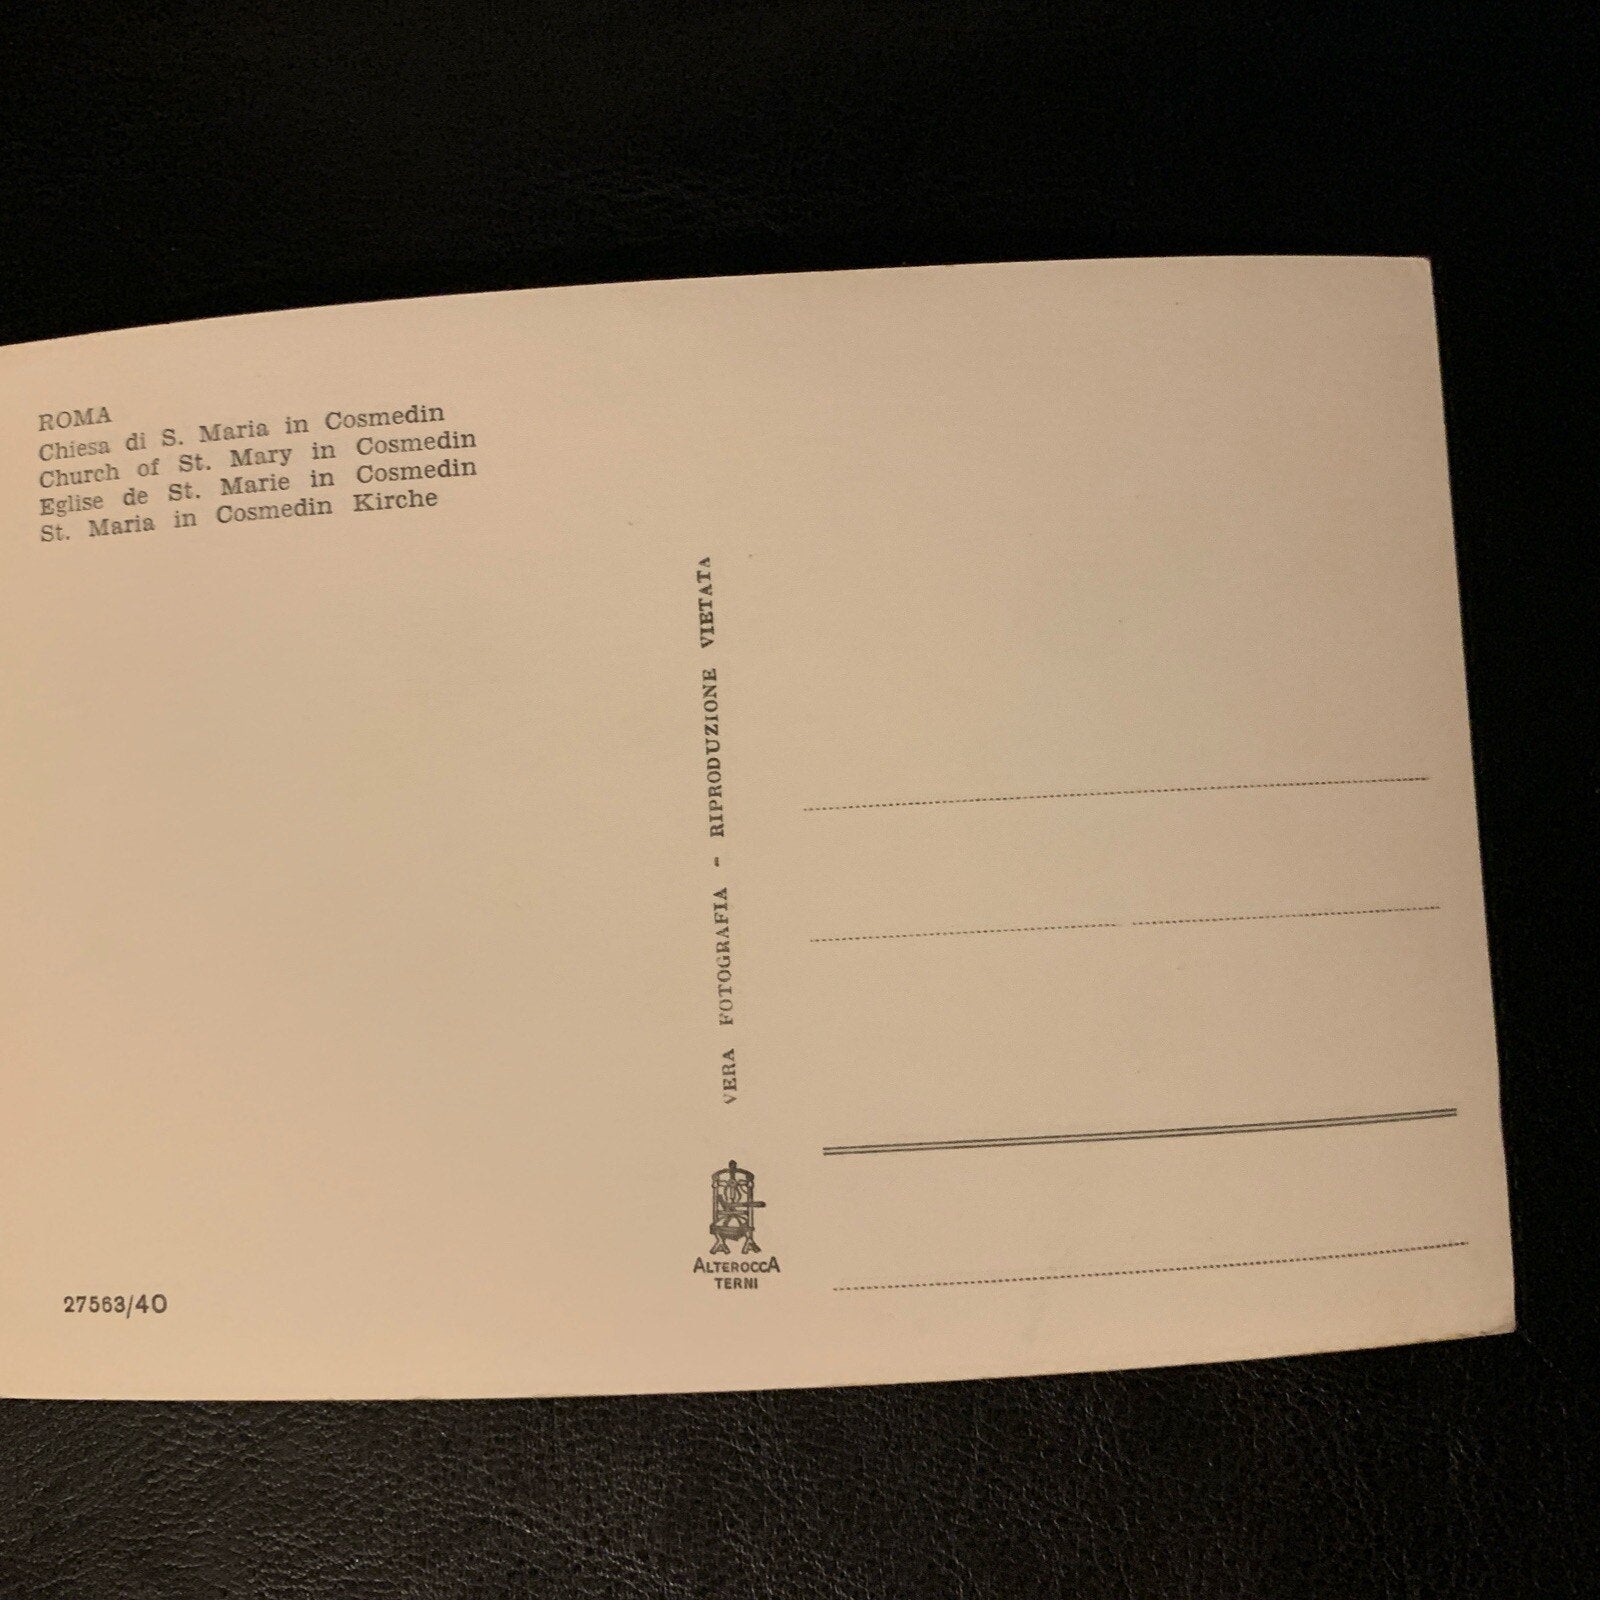 ROMA
Chiesa di S. Maria in Cosmedin
Church of St. Mary in Cosmedin
Eglise de St. Marie in Cosmedin
St. Maria in Cosmedin Kirche
VERA FOTOGRAFIA - RIPRODUZIONE VIETATA
ALTEROCCA
TERNI
27563/40